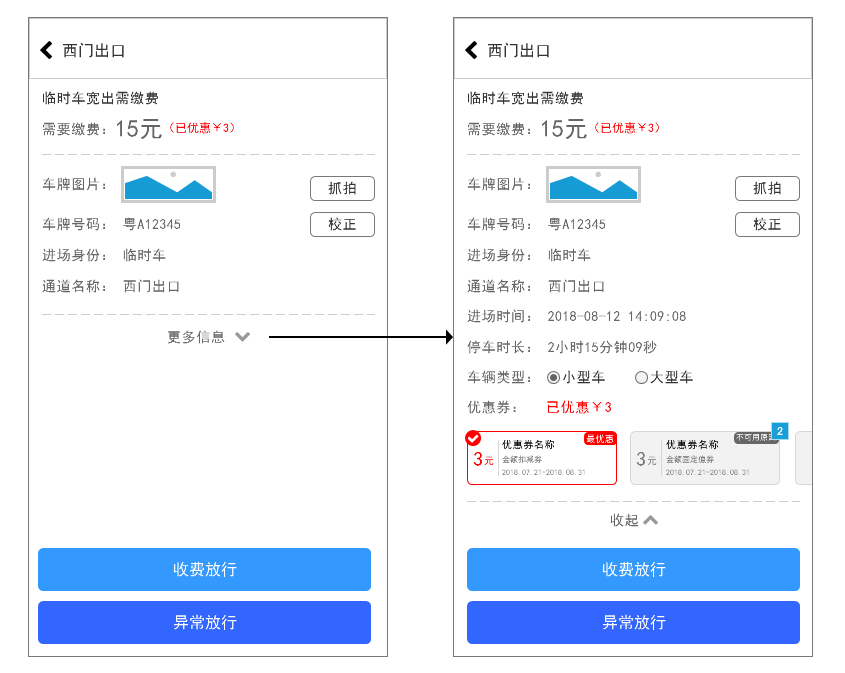 西门出口
临时车宽出需缴费
需要缴费: 15元 (已优惠¥3)
车牌图片:
抓拍
车牌号码: 粤A12345
校正
进场身份: 临时车
通道名称: 西门出口
更多信息
收费放行
异常放行
西门出口
临时车宽出需缴费
需要缴费: 15元 (已优惠¥3)
车牌图片:
抓拍
车牌号码: 粤A12345
校正
进场身份: 临时车
通道名称: 西门出口
进场时间: 2018-08-12 14:09:08
停车时长: 2小时15分钟09秒
车辆类型: 小型车 大型车
优惠券: 已优惠¥3
优惠券名称
最优惠
3元
金额扣减券
2018.07.21-2018.08.31
优惠券名称
不可用原
2
3元
金额固定值券
2018.07.21-2018.08.31
收起
收费放行
异常放行